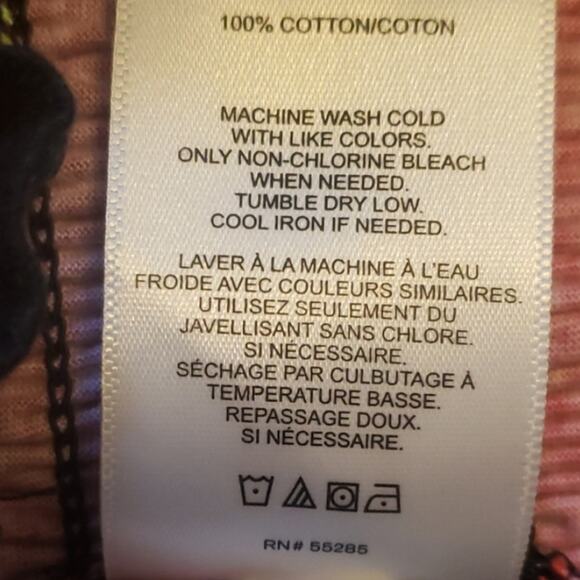 100% COTTON/COTON
MACHINE WASH COLD
WITH LIKE COLORS.
ONLY NON-CHLORINE BLEACH
WHEN NEEDED.
TUMBLE DRY LOW.
COOL IRON IF NEEDED.
LAVER À LA MACHINE À L'EAU
FROIDE AVEC COULEURS SIMILAIRES.
UTILISEZ SEULEMENT DU
JAVELLISANT SANS CHLORE.
SI NÉCESSAIRE.
SÉCHAGE PAR CULBUTAGE À
TEMPERATURE BASSE.
REPASSAGE DOUX.
SI NÉCESSAIRE.
RN# 55285